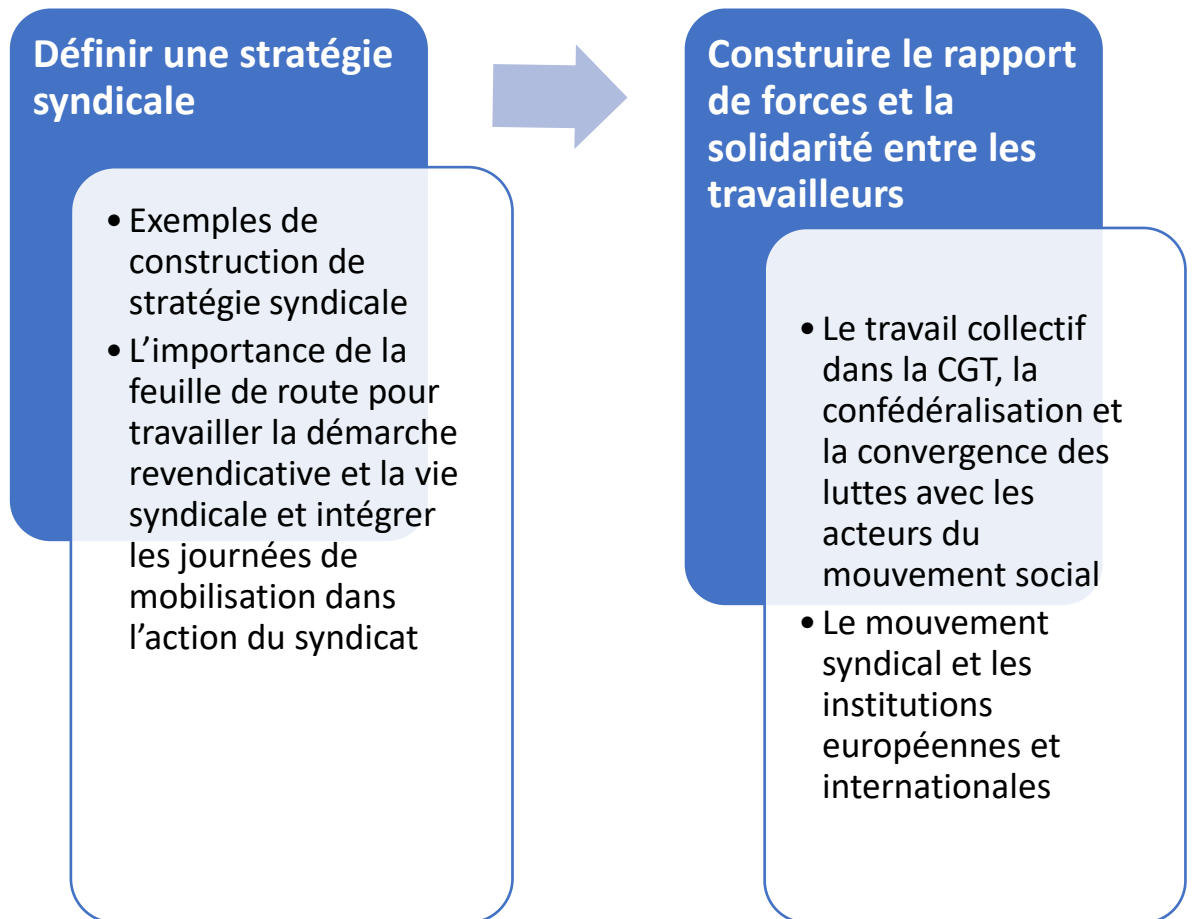 Définir une stratégie
syndicale
• Exemples de
construction de
stratégie syndicale
• L’importance de la
feuille de route pour
travailler la démarche
revendicative et la vie
syndicale et intégrer
les journées de
mobilisation dans
l’action du syndicat
Construire le rapport
de forces et la
solidarité entre les
travailleurs
• Le travail collectif
dans la CGT, la
confédéralisation et
la convergence des
luttes avec les
acteurs du
mouvement social
• Le mouvement
syndical et les
institutions
européennes et
internationales